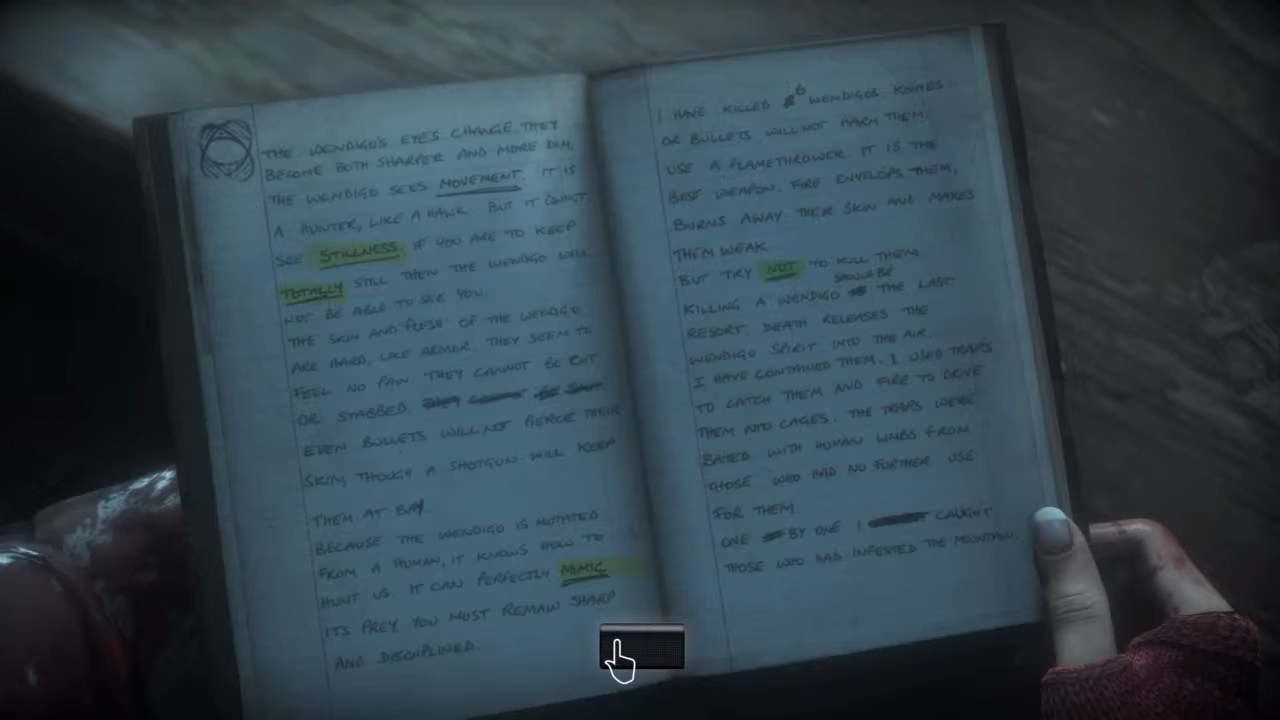 THE WENDIGO'S EYES CHANGE. THEY
BECOME BOTH SHARPER AND MORE DIM.
THE WENDIGO SEES MOVEMENT. IT IS
A HUNTER, LIKE A HAWK. BUT IT CANNOT
SEE STILLNESS. IF YOU ARE TO KEEP
TOTALLY STILL THEN THE WENDIGO WILL
NOT BE ABLE TO SEE YOU.
THE SKIN AND FLESH OF THE WENDIGO
ARE HARD, LIKE ARMOR. THEY SEEM TO
FEEL NO PAIN. THEY CANNOT BE CUT
OR STABBED.
EVEN BULLETS WILL NOT PIERCE THEIR
SKIN, THOUGH A SHOTGUN WILL KEEP
THEM AT BAY.
BECAUSE THE WENDIGO IS MUTATED
FROM A HUMAN, IT KNOWS HOW TO
HUNT US. IT CAN PERFECTLY MIMIC
ITS PREY. YOU MUST REMAIN SHARP
AND DISCIPLINED.
I HAVE KILLED 6 WENDIGOS. KNIVES
OR BULLETS WILL NOT HARM THEM.
USE A FLAMETHROWER. IT IS THE
BEST WEAPON. FIRE ENVELOPS THEM,
BURNS AWAY THEIR SKIN AND MAKES
THEM WEAK.
BUT TRY NOT TO KILL THEM.
SHOULD BE
KILLING A WENDIGO THE LAST
RESORT. DEATH RELEASES THE
WENDIGO SPIRIT INTO THE AIR.
I HAVE CONTAINED THEM. I USED TRAPS
TO CATCH THEM AND FIRE TO DRIVE
THEM INTO CAGES. THE TRAPS WERE
BAITED WITH HUMAN LIMBS FROM
THOSE WHO HAD NO FURTHER USE
FOR THEM.
ONE BY ONE I CAUGHT
THOSE WHO HAD INFESTED THE MOUNTAIN.